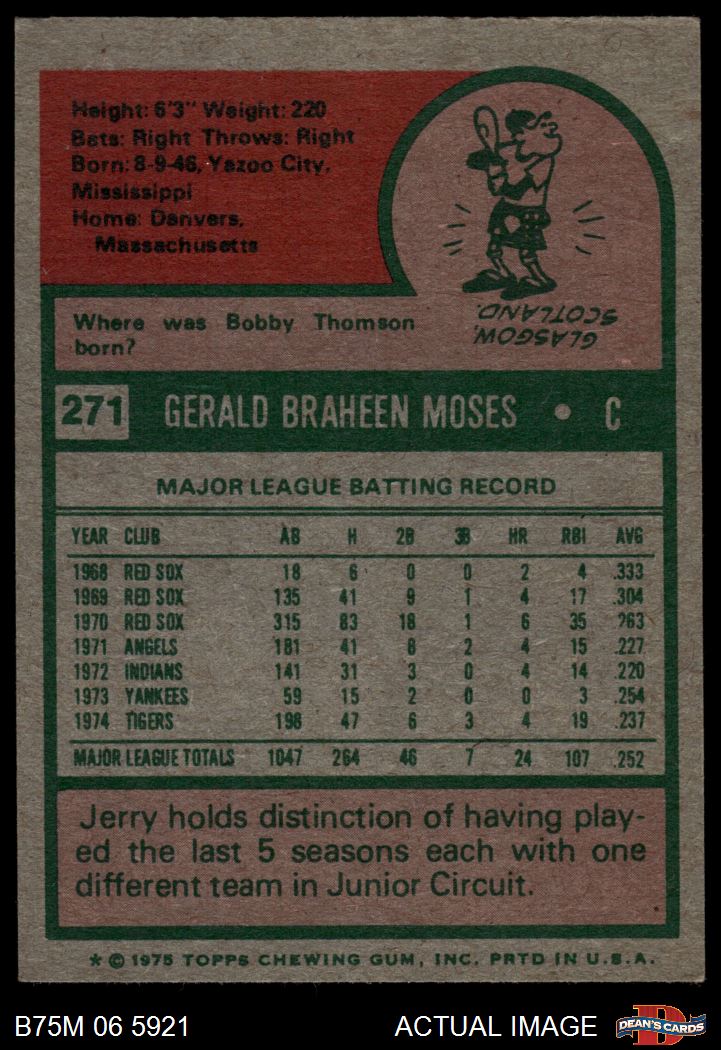 Height: 6'3" Weight: 220
Bats: Right Throws: Right
Born: 8-9-46, Yazoo City,
Mississippi
Home: Danvers,
Massachusetts
Where was Bobby Thomson
born?
GLASGOW,
SCOTLAND.
271 GERALD BRAHEEN MOSES • C
MAJOR LEAGUE BATTING RECORD
YEAR CLUB AB H 2B 3B HR RBI AVG
1968 RED SOX 18 6 0 0 2 4 .333
1969 RED SOX 135 41 9 1 4 17 .304
1970 RED SOX 315 83 18 1 6 35 .263
1971 ANGELS 181 41 8 2 4 15 .227
1972 INDIANS 141 31 3 0 4 14 .220
1973 YANKEES 59 15 2 0 0 3 .254
1974 TIGERS 198 47 6 3 4 19 .237
MAJOR LEAGUE TOTALS 1047 264 46 7 24 107 .252
Jerry holds distinction of having play-
ed the last 5 seasons each with one
different team in Junior Circuit.
* © 1975 TOPPS CHEWING GUM, INC. PRTD IN U.S.A.
B75M 06 5921 ACTUAL IMAGE D DEAN'S CARDS